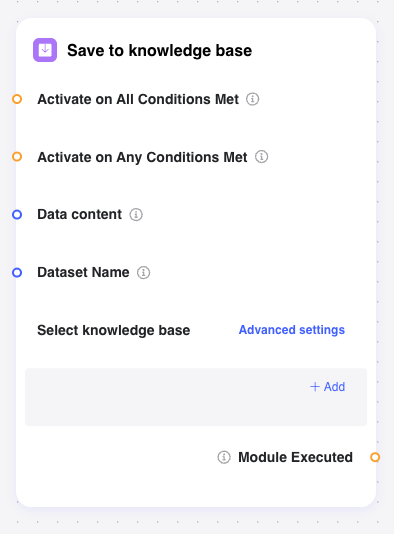 Save to knowledge base
Activate on All Conditions Met
Activate on Any Conditions Met
Data content
Dataset Name
Select knowledge base Advanced settings
+ Add
Module Executed